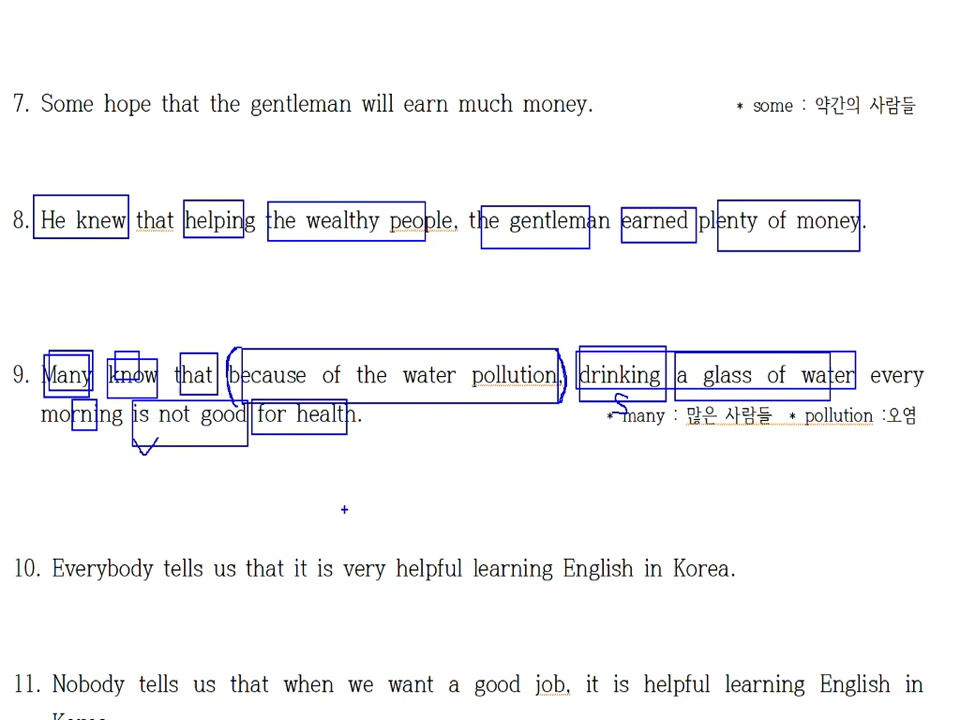 7. Some hope that the gentleman will earn much money. * some : 약간의 사람들
8. He knew that helping the wealthy people, the gentleman earned plenty of money.
9. Many know that because of the water pollution, drinking a glass of water every
morning is not good for health. * many : 많은 사람들 * pollution :오염
S
10. Everybody tells us that it is very helpful learning English in Korea.
11. Nobody tells us that when we want a good job, it is helpful learning English in
Korea